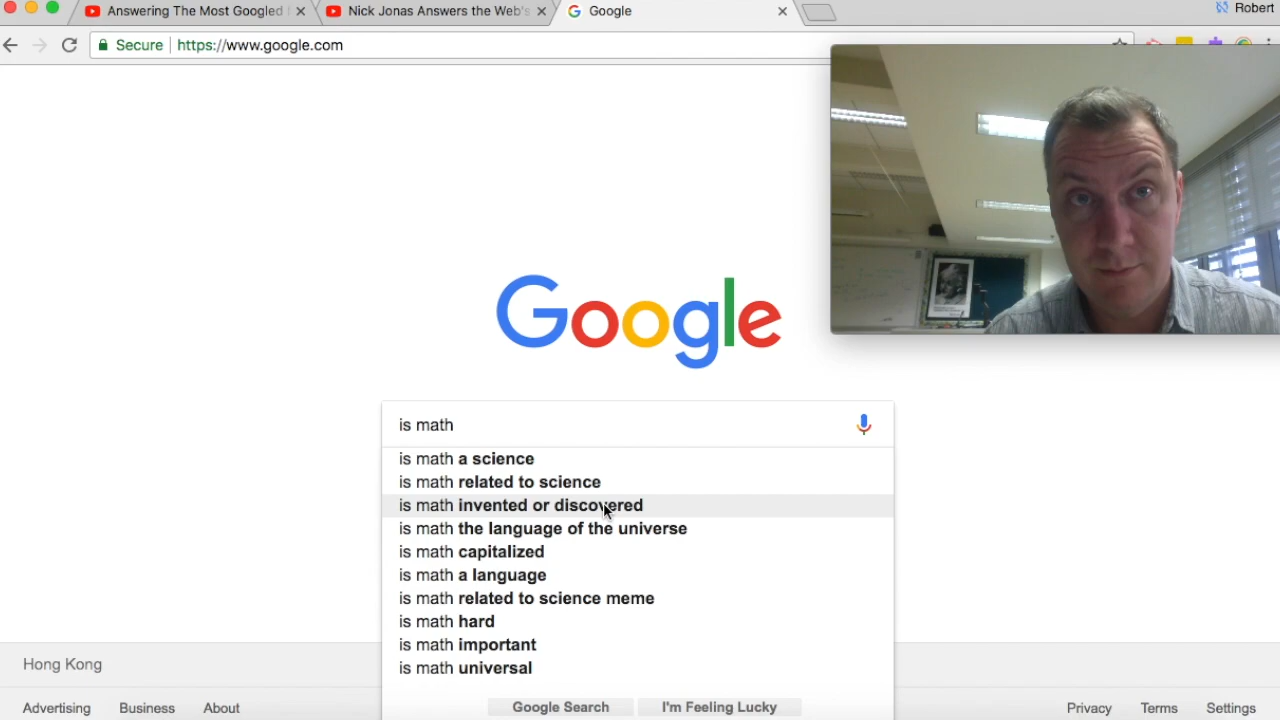 Answering The Most Googled
Nick Jonas Answers the Web's
Google
Robert
Secure
https://www.google.com
Google
is math
is math a science
is math related to science
is math invented or discovered
is math the language of the universe
is math capitalized
is math a language
is math related to science meme
is math hard
is math important
is math universal
Google Search
I'm Feeling Lucky
Hong Kong
Advertising
Business
About
Privacy
Terms
Settings